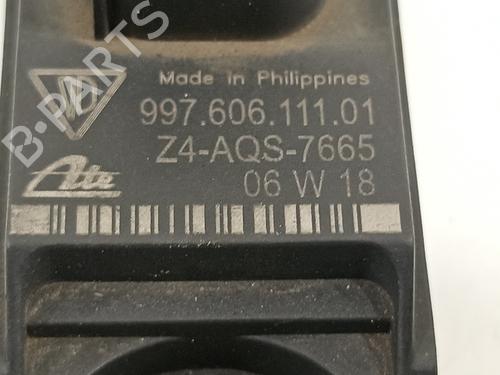 Made in Philippines
997.606.111.01
Z4-AQS-7665
06 W 18
Ate
B-PARTS